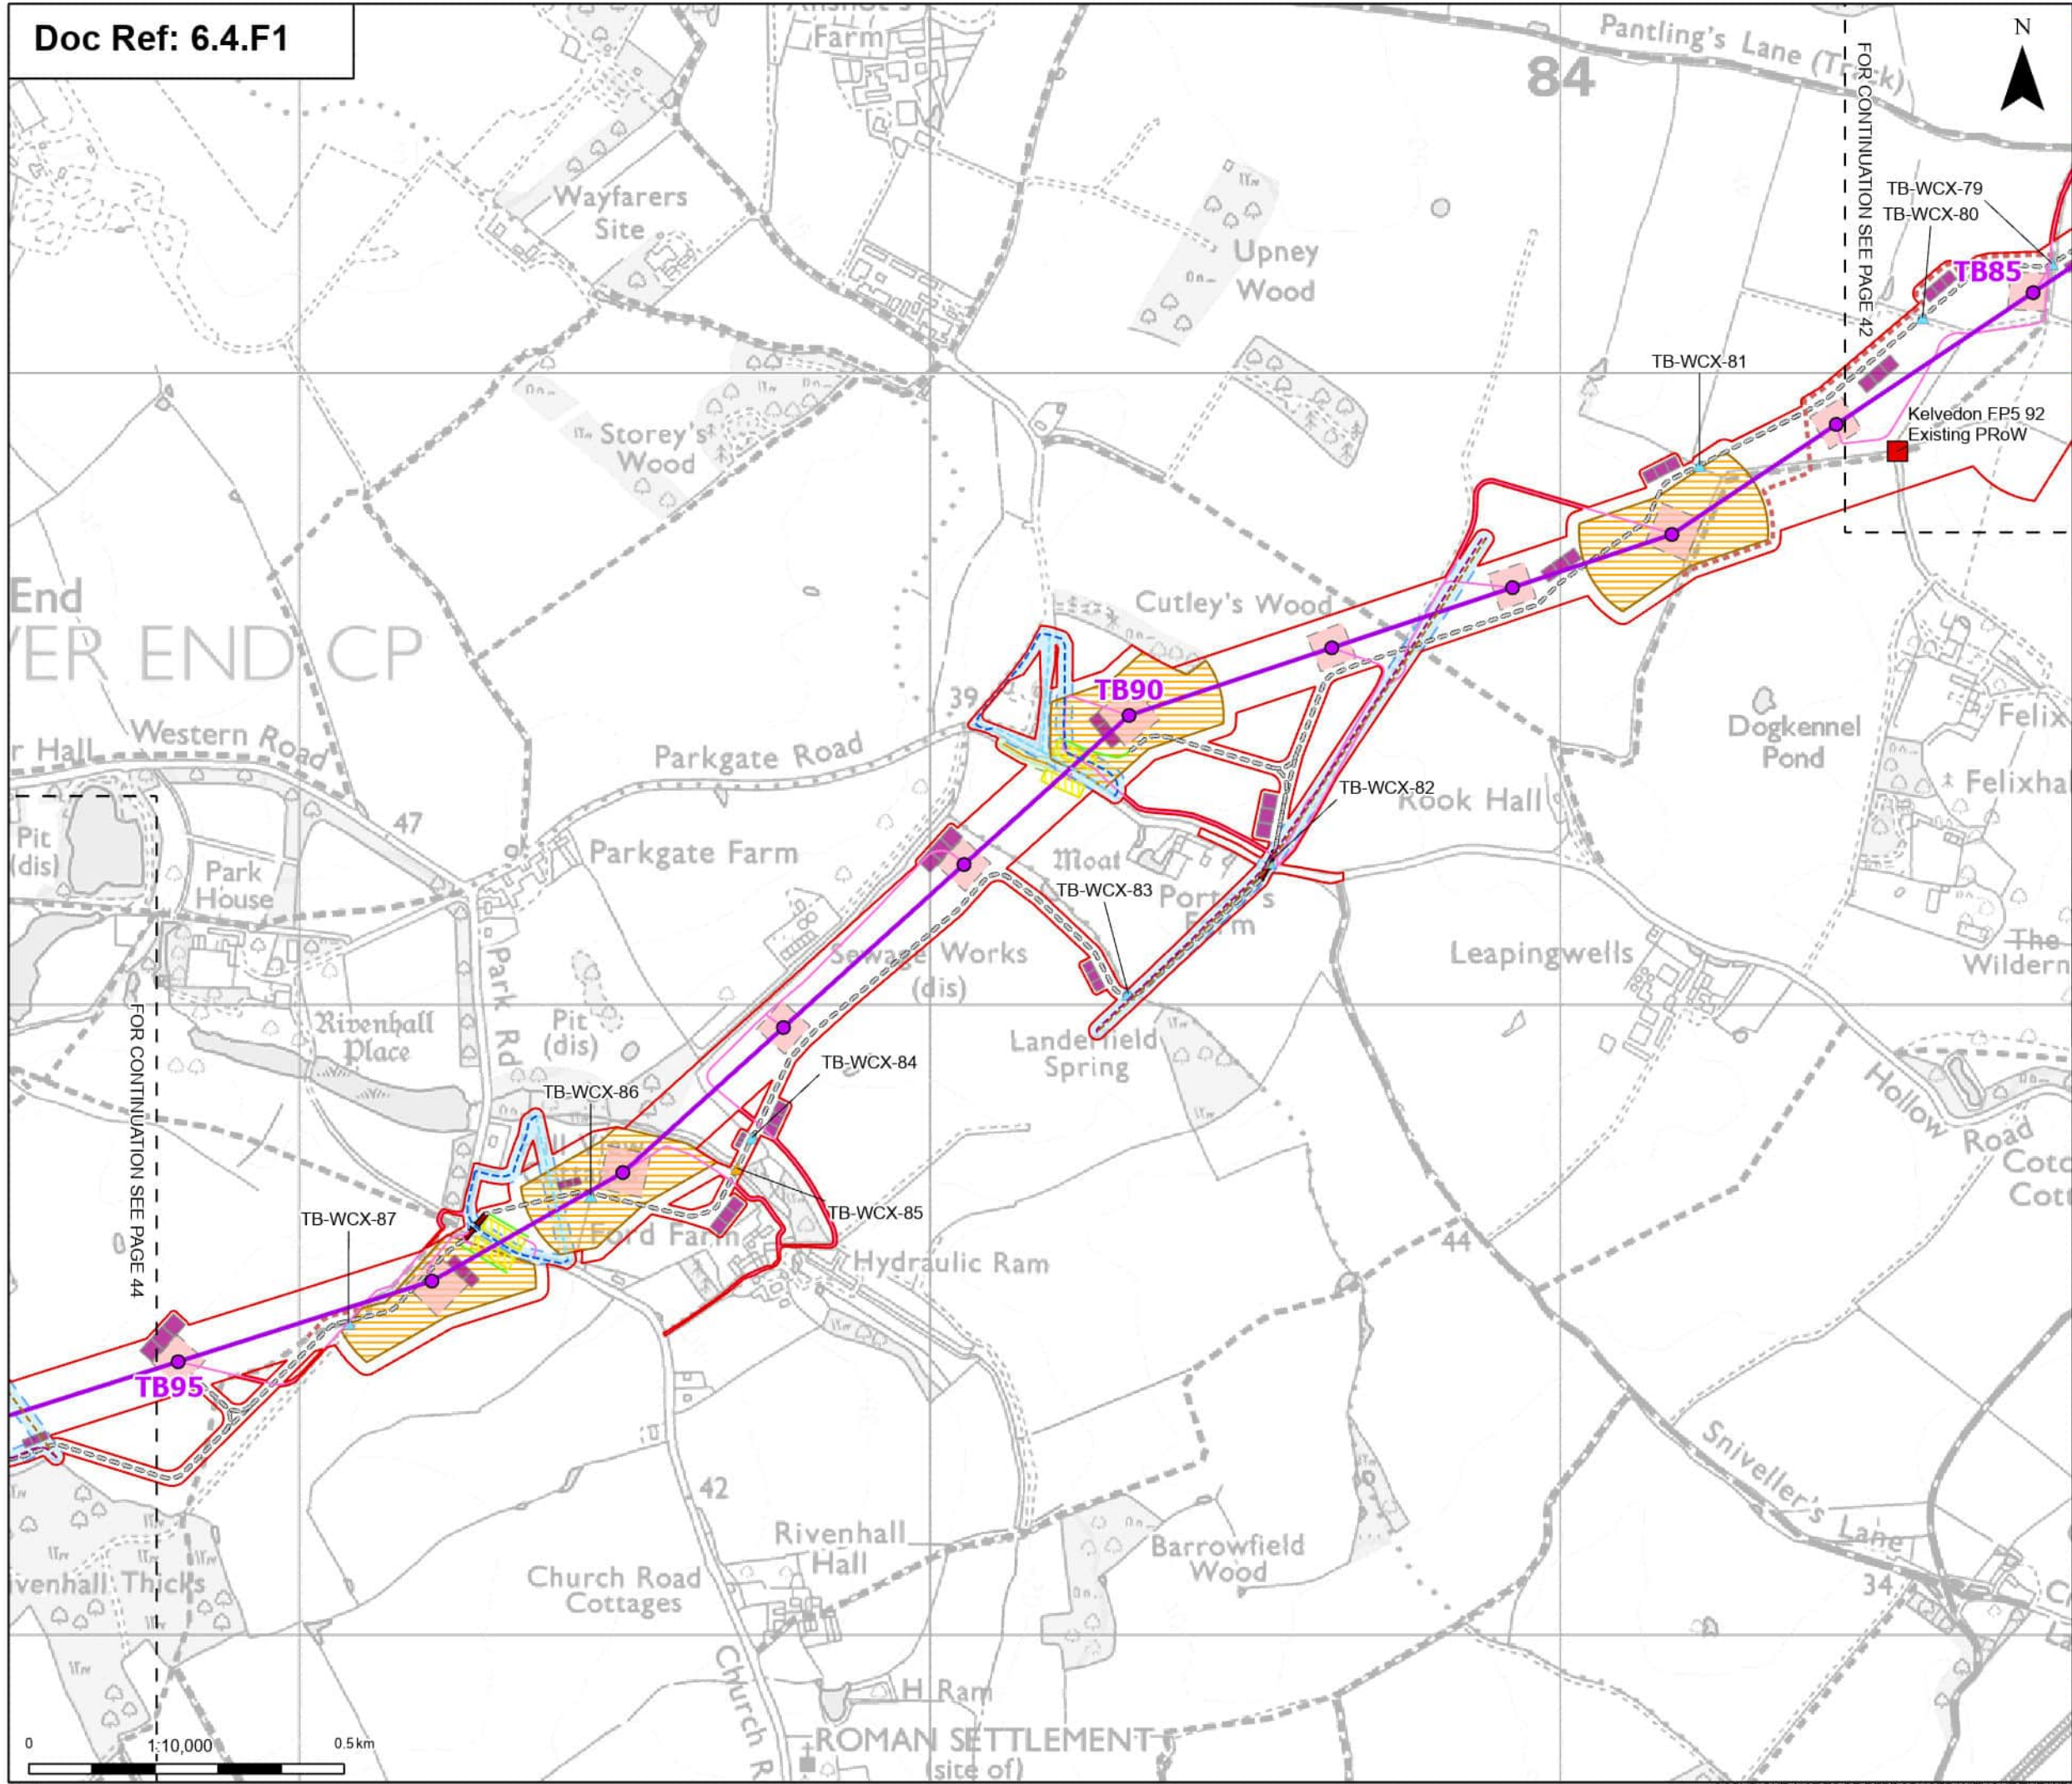 Doc Ref: 6.4.F1
Farm
Pantling's Lane (Track)
84
N
FOR CONTINUATION SEE PAGE 42
Wayfarers
Site
Upney
Wood
TB-WCX-79
TB-WCX-80
TB85
TB-WCX-81
Kelvedon FP5 92
Existing PRoW
Storey's
Wood
Cutley's Wood
End
VER END CP
TB90
39
Western Road
r Hall
Parkgate Road
Dogkennel
Pond
Felix
Felixha
TB-WCX-82
Rook Hall
47
Pit
(dis)
Park
House
Parkgate Farm
Moat
TB-WCX-83
Porter's
Farm
Sewage Works
(dis)
Leapingwells
The
Wildern
Park Rd
Rivenhall
Place
Pit
(dis)
Landerfield
Spring
FOR CONTINUATION SEE PAGE 44
TB-WCX-84
TB-WCX-86
Hollow Road
TB-WCX-87
TB-WCX-85
Ford Farm
Hydraulic Ram
44
TB95
Sniveller's Lane
42
Rivenhall
Hall
Barrowfield
Wood
Church Road
Cottages
ivenhall Thicks
34
Church R
H Ram
ROMAN SETTLEMENT
(site of)
0
1:10,000
0.5 km